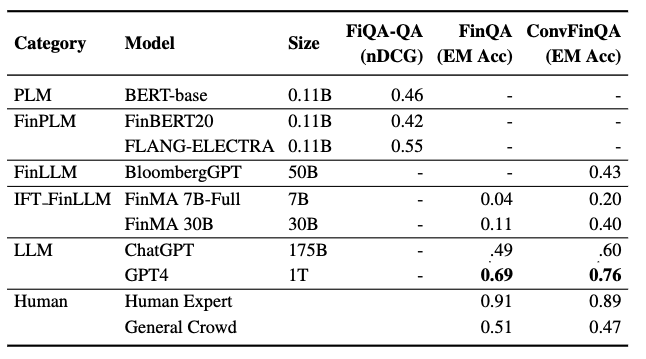 Category Model Size FiQA-QA (nDCG) FinQA (EM Acc) ConvFinQA (EM Acc)
PLM BERT-base 0.11B 0.46 - -
FinPLM FinBERT20 0.11B 0.42 - -
FLANG-ELECTRA 0.11B 0.55 - -
FinLLM BloombergGPT 50B - - 0.43
IFT_FinLLM FinMA 7B-Full 7B - 0.04 0.20
FinMA 30B 30B - 0.11 0.40
LLM ChatGPT 175B - .49 .60
GPT4 1T - 0.69 0.76
Human Human Expert 0.91 0.89
General Crowd 0.51 0.47